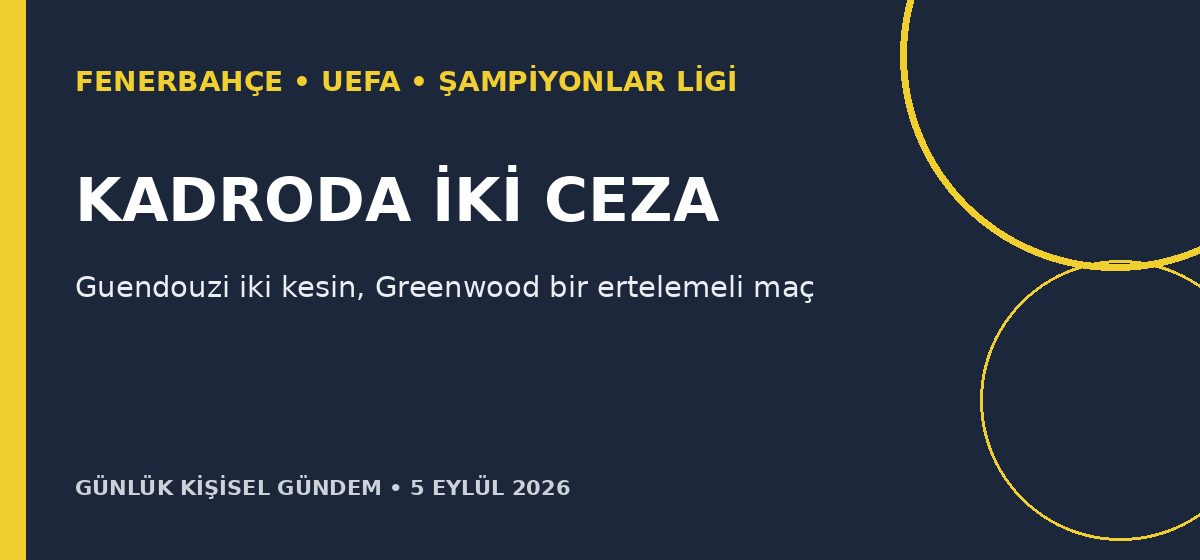 FENERBAHÇE • UEFA • ŞAMPİYONLAR LİGİ
KADRODA İKİ CEZA
Guendouzi iki kesin, Greenwood bir ertelemeli maç
GÜNLÜK KİŞİSEL GÜNDEM • 5 EYLÜL 2026